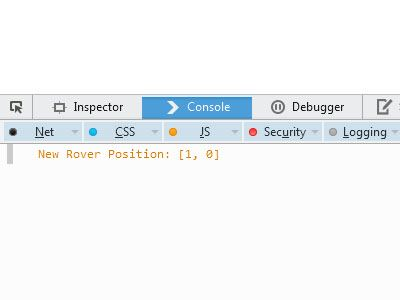 Inspector Console Debugger
Net CSS JS Security Logging
New Rover Position: [1, 0]